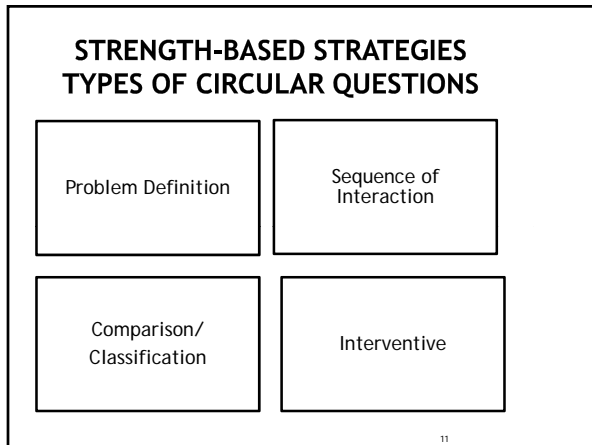 STRENGTH-BASED STRATEGIES
TYPES OF CIRCULAR QUESTIONS
Problem Definition
Sequence of
Interaction
Comparison/
Classification
Interventive
11